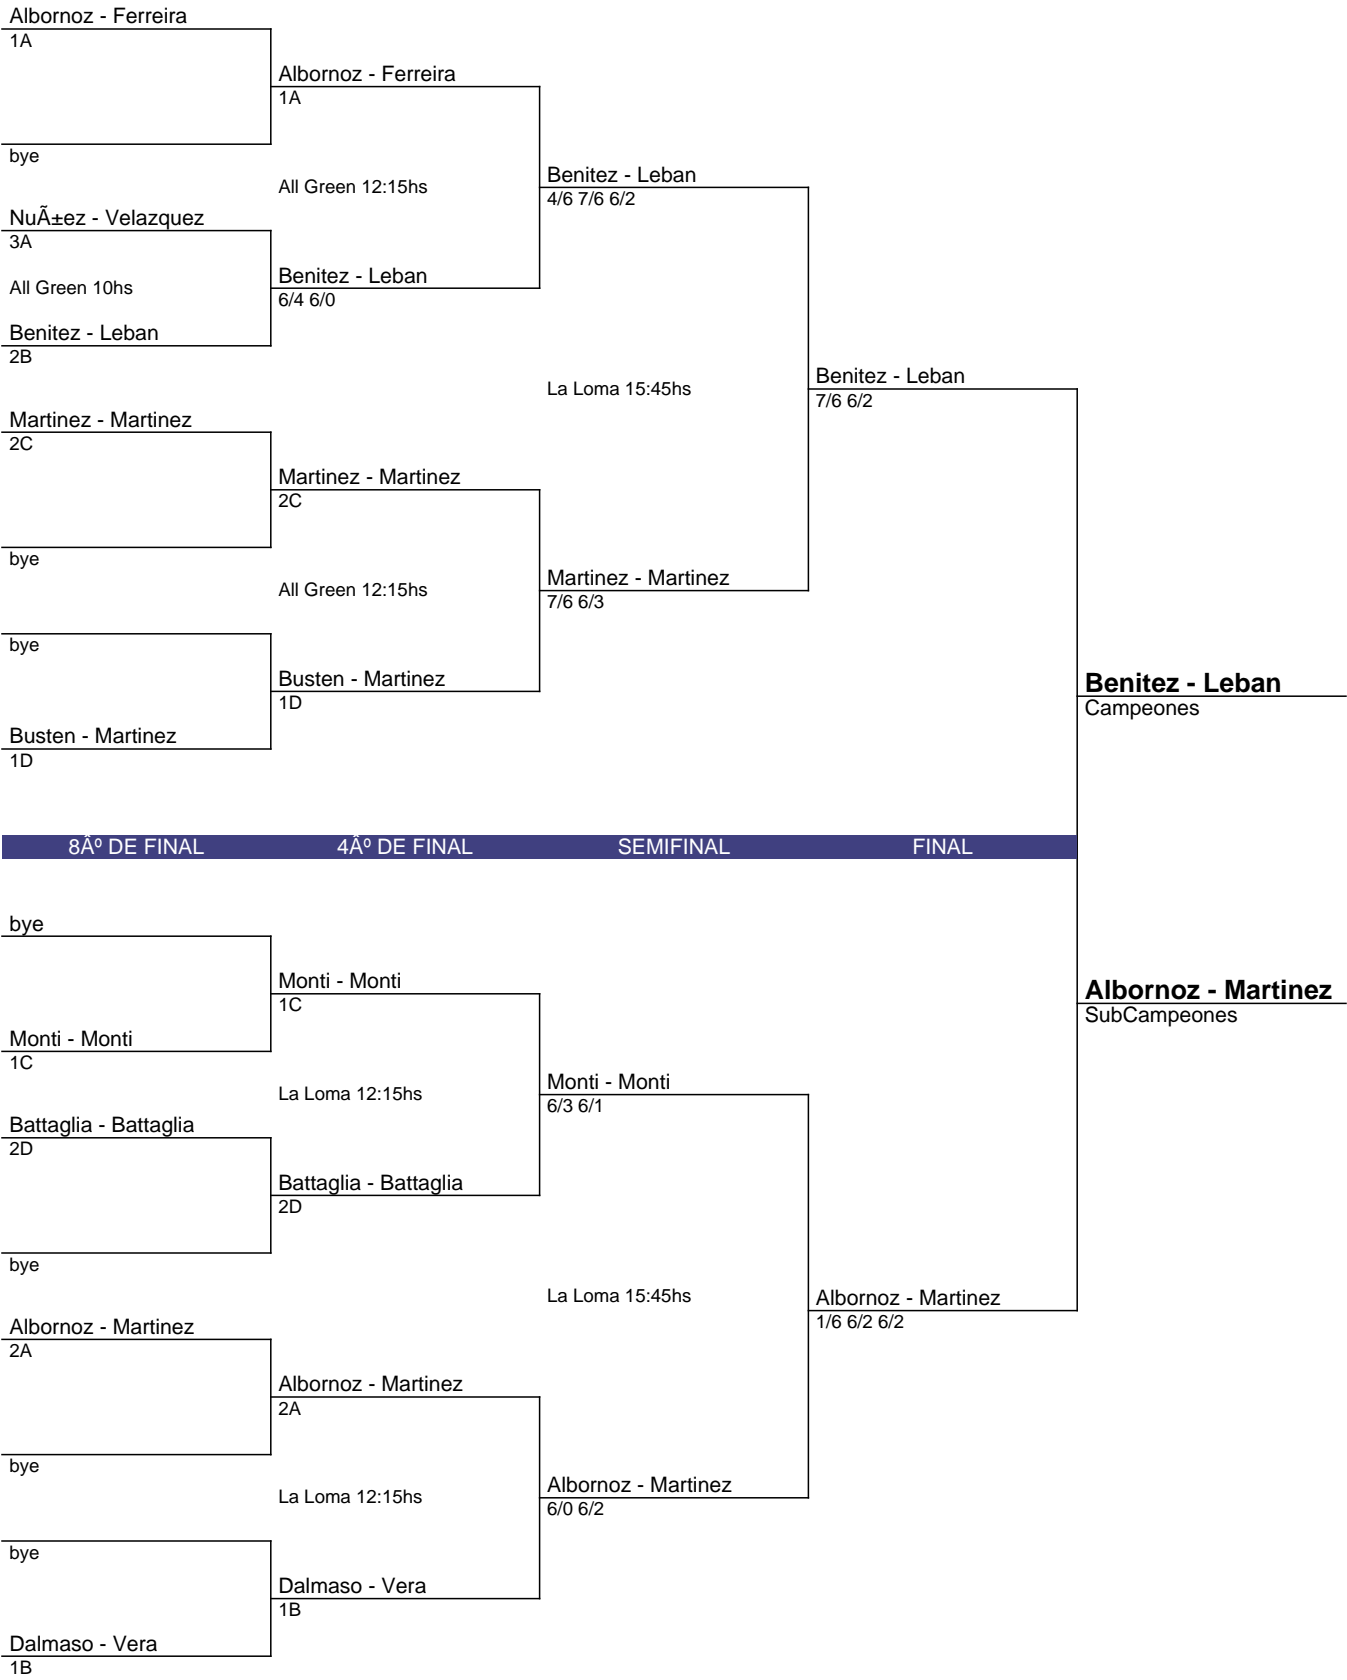 Albornoz - Ferreira
1A
Albornoz - Ferreira
1A
bye
All Green 12:15hs
Benitez - Leban
4/6 7/6 6/2
NuÃ±ez - Velazquez
3A
All Green 10hs
Benitez - Leban
6/4 6/0
Benitez - Leban
2B
La Loma 15:45hs
Benitez - Leban
7/6 6/2
Martinez - Martinez
2C
Martinez - Martinez
2C
bye
All Green 12:15hs
Martinez - Martinez
7/6 6/3
bye
Busten - Martinez
1D
Busten - Martinez
1D
Benitez - Leban
Campeones
8Âº DE FINAL
4Âº DE FINAL
SEMIFINAL
FINAL
bye
Monti - Monti
1C
Monti - Monti
1C
Albornoz - Martinez
SubCampeones
La Loma 12:15hs
Monti - Monti
6/3 6/1
Battaglia - Battaglia
2D
Battaglia - Battaglia
2D
bye
La Loma 15:45hs
Albornoz - Martinez
1/6 6/2 6/2
Albornoz - Martinez
2A
Albornoz - Martinez
2A
bye
La Loma 12:15hs
Albornoz - Martinez
6/0 6/2
bye
Dalmaso - Vera
1B
Dalmaso - Vera
1B